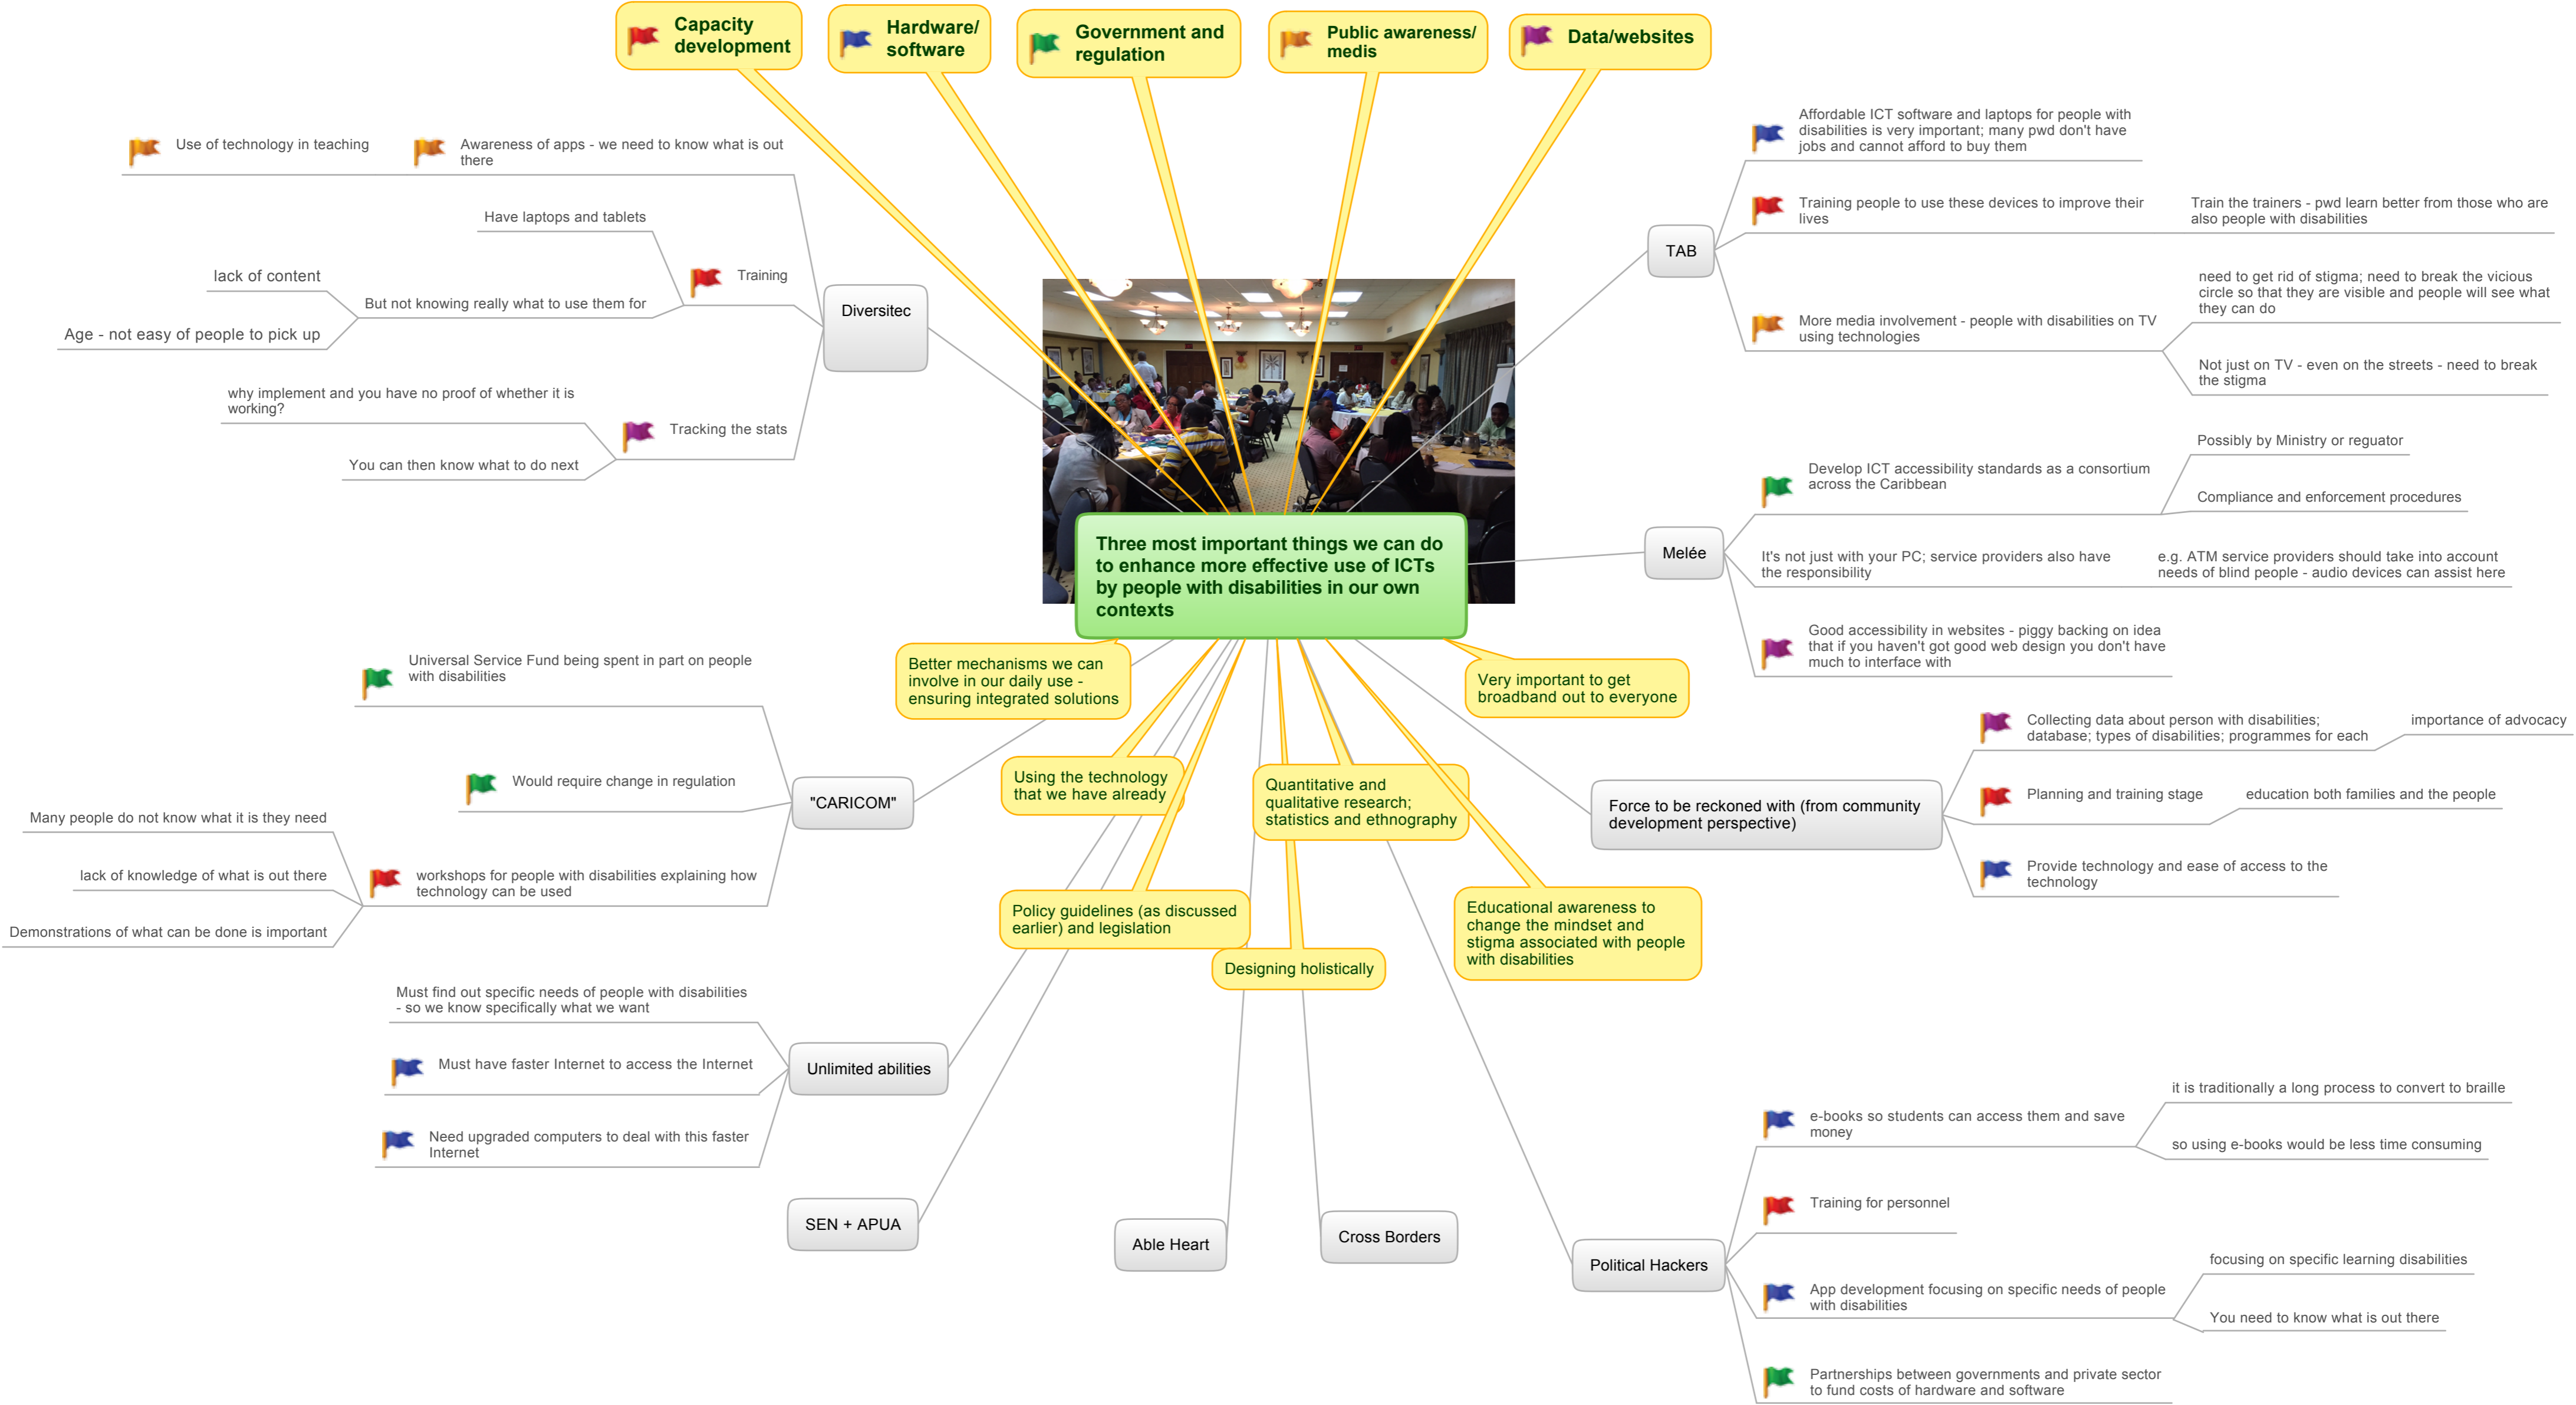 Capacity
development
Hardware/
software
Government and
regulation
Public awareness/
medis
Data/websites
Use of technology in teaching
Awareness of apps - we need to know what is out
there
Have laptops and tablets
Training
lack of content
But not knowing really what to use them for
Age - not easy of people to pick up
Diversitec
why implement and you have no proof of whether it is
working?
Tracking the stats
You can then know what to do next
TAB
Affordable ICT software and laptops for people with
disabilities is very important; many pwd don't have
jobs and cannot afford to buy them
Training people to use these devices to improve their
lives
Train the trainers - pwd learn better from those who are
also people with disabilities
More media involvement - people with disabilities on TV
using technologies
need to get rid of stigma; need to break the vicious
circle so that they are visible and people will see what
they can do
Not just on TV - even on the streets - need to break
the stigma
Melée
Develop ICT accessibility standards as a consortium
across the Caribbean
Possibly by Ministry or reguator
Compliance and enforcement procedures
It's not just with your PC; service providers also have
the responsibility
e.g. ATM service providers should take into account
needs of blind people - audio devices can assist here
Good accessibility in websites - piggy backing on idea
that if you haven't got good web design you don't have
much to interface with
Three most important things we can do
to enhance more effective use of ICTs
by people with disabilities in our own
contexts
Better mechanisms we can
involve in our daily use -
ensuring integrated solutions
Very important to get
broadband out to everyone
Using the technology
that we have already
Quantitative and
qualitative research;
statistics and ethnography
Policy guidelines (as discussed
earlier) and legislation
Designing holistically
Educational awareness to
change the mindset and
stigma associated with people
with disabilities
Universal Service Fund being spent in part on people
with disabilities
Would require change in regulation
"CARICOM"
Many people do not know what it is they need
lack of knowledge of what is out there
workshops for people with disabilities explaining how
technology can be used
Demonstrations of what can be done is important
Force to be reckoned with (from community
development perspective)
Collecting data about person with disabilities;
database; types of disabilities; programmes for each
importance of advocacy
Planning and training stage
education both families and the people
Provide technology and ease of access to the
technology
Must find out specific needs of people with disabilities
- so we know specifically what we want
Must have faster Internet to access the Internet
Unlimited abilities
Need upgraded computers to deal with this faster
Internet
SEN + APUA
Able Heart
Cross Borders
Political Hackers
e-books so students can access them and save
money
it is traditionally a long process to convert to braille
so using e-books would be less time consuming
Training for personnel
App development focusing on specific needs of people
with disabilities
focusing on specific learning disabilities
You need to know what is out there
Partnerships between governments and private sector
to fund costs of hardware and software